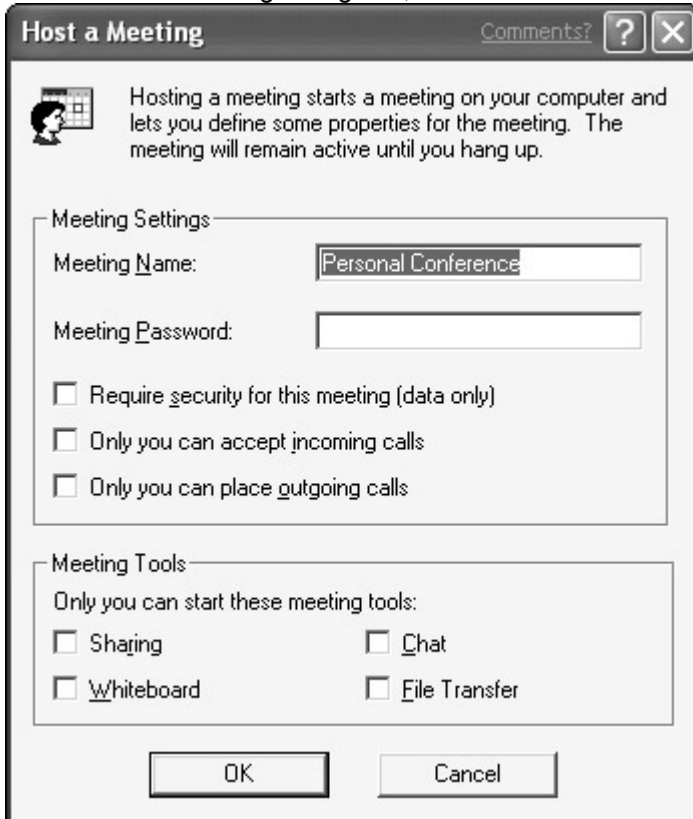 Host a Meeting Comments? ? X
Hosting a meeting starts a meeting on your computer and
lets you define some properties for the meeting. The
meeting will remain active until you hang up.
Meeting Settings
Meeting Name: Personal Conference
Meeting Password:
Require security for this meeting (data only)
Only you can accept incoming calls
Only you can place outgoing calls
Meeting Tools
Only you can start these meeting tools:
Sharing Chat
Whiteboard File Transfer
OK Cancel